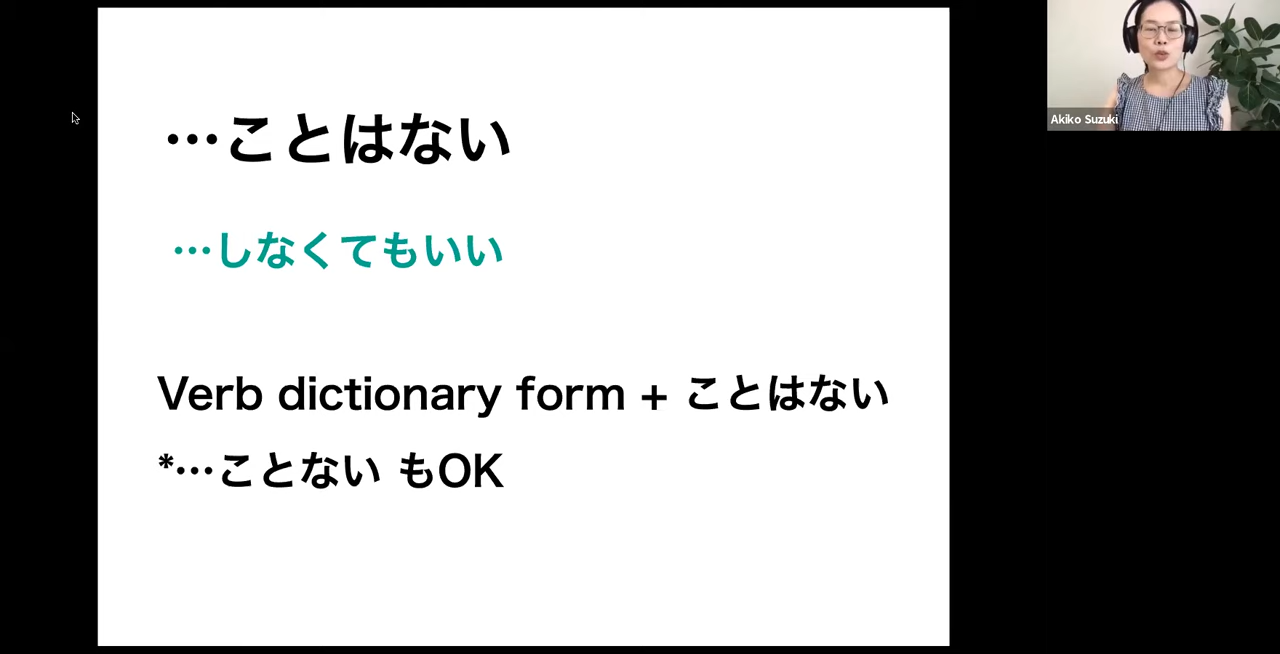 …ことはない
…しなくてもいい
Verb dictionary form + ことはない
*…ことない もOK
Akiko Suzuki